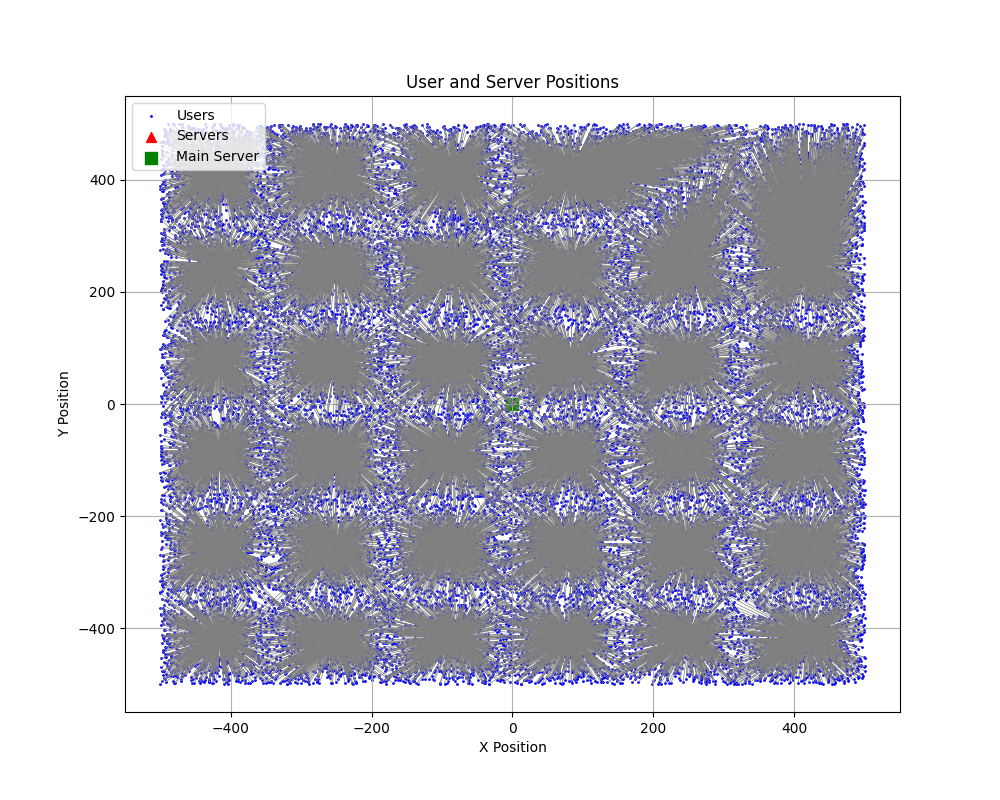 User and Server Positions
Users
Servers
Main Server
400
200
0
−200
−400
Y Position
−400 −200 0 200 400
X Position